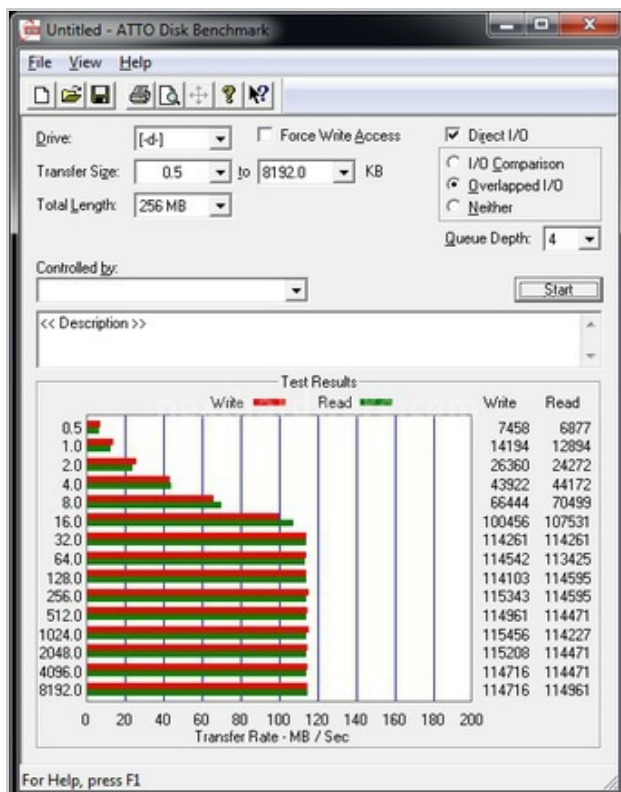 Untitled - ATTO Disk Benchmark
File View Help
Drive: [-d-] Force Write Access Direct I/O
Transfer Size: 0.5 to 8192.0 KB I/O Comparison
Overlapped I/O
Total Length: 256 MB Neither
Queue Depth: 4
Controlled by:
Start
<< Description >>
Test Results
Write Read Write Read
0.5 7458 6877
1.0 14194 12894
2.0 26360 24272
4.0 43922 44172
8.0 66444 70499
16.0 100456 107531
32.0 114261 114261
64.0 114542 113425
128.0 114103 114595
256.0 115343 114595
512.0 114961 114471
1024.0 115456 114227
2048.0 115208 114471
4096.0 114716 114471
8192.0 114716 114961
0 20 40 60 80 100 120 140 160 180 200
Transfer Rate - MB / Sec
For Help, press F1